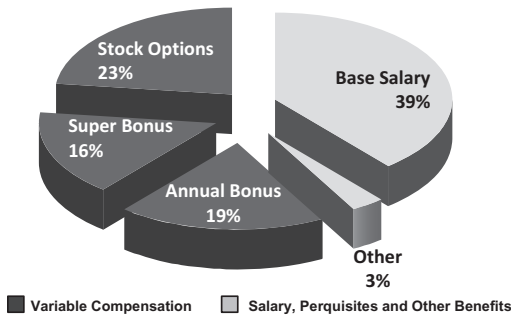 Stock Options
23%
Base Salary
39%
Super Bonus
16%
Annual Bonus
19%
Other
3%
Variable Compensation
Salary, Perquisites and Other Benefits